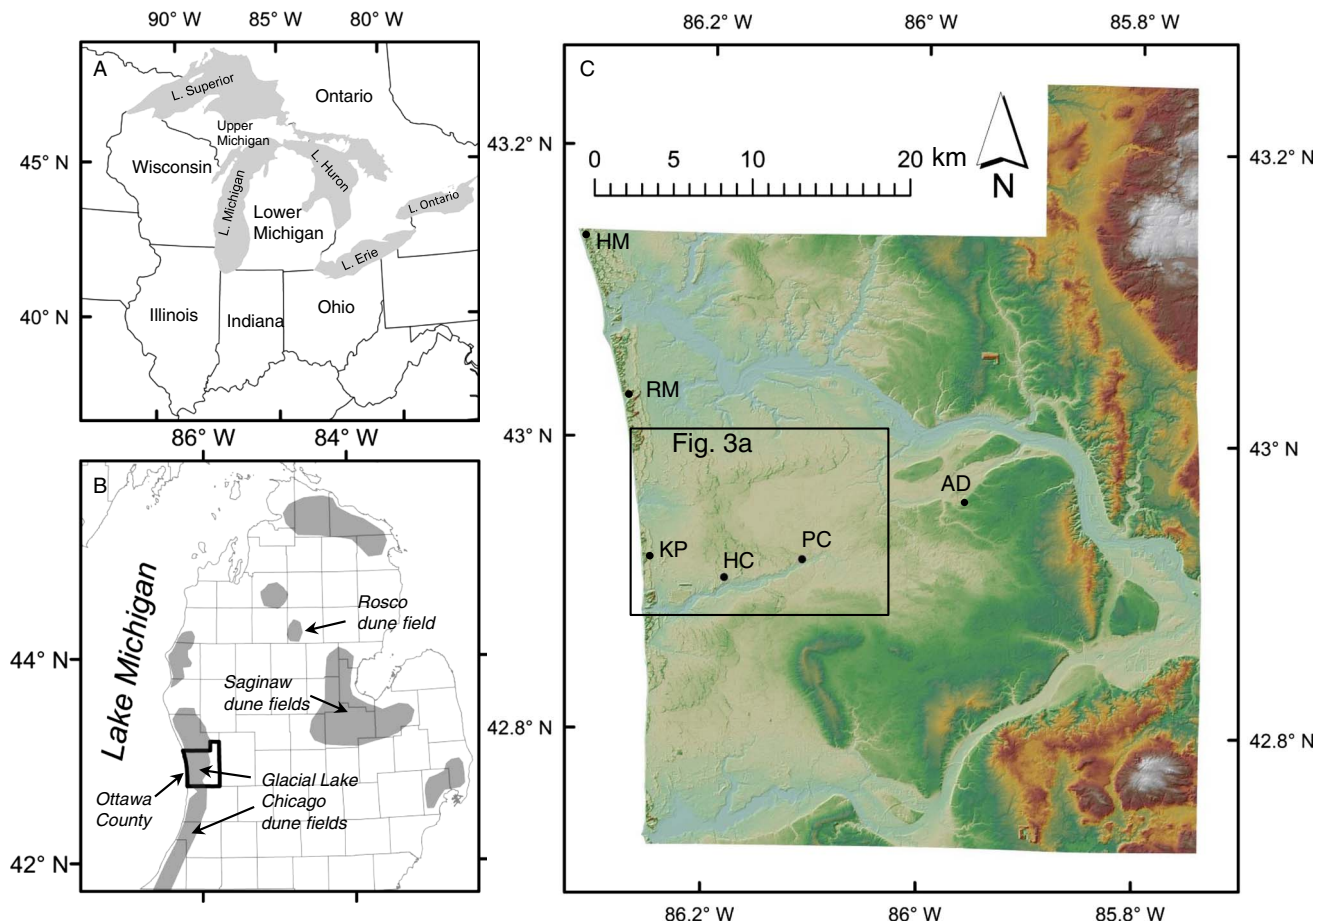 90° W 85° W 80° W
A
L. Superior
Ontario
Upper
Michigan
45° N
Wisconsin
L. Huron
L. Michigan
L. Ontario
Lower
Michigan
L. Erie
40° N
Illinois
Indiana
Ohio
86° W 84° W
B
Lake Michigan
Rosco
dune field
44° N
Saginaw
dune fields
Glacial Lake
Chicago
dune fields
Ottawa
County
42° N
86.2° W 86° W 85.8° W
C
43.2° N
43.2° N
0 5 10 20 km
N
HM
RM
43° N
43° N
Fig. 3a
AD
KP
HC
PC
42.8° N
42.8° N
86.2° W 86° W 85.8° W